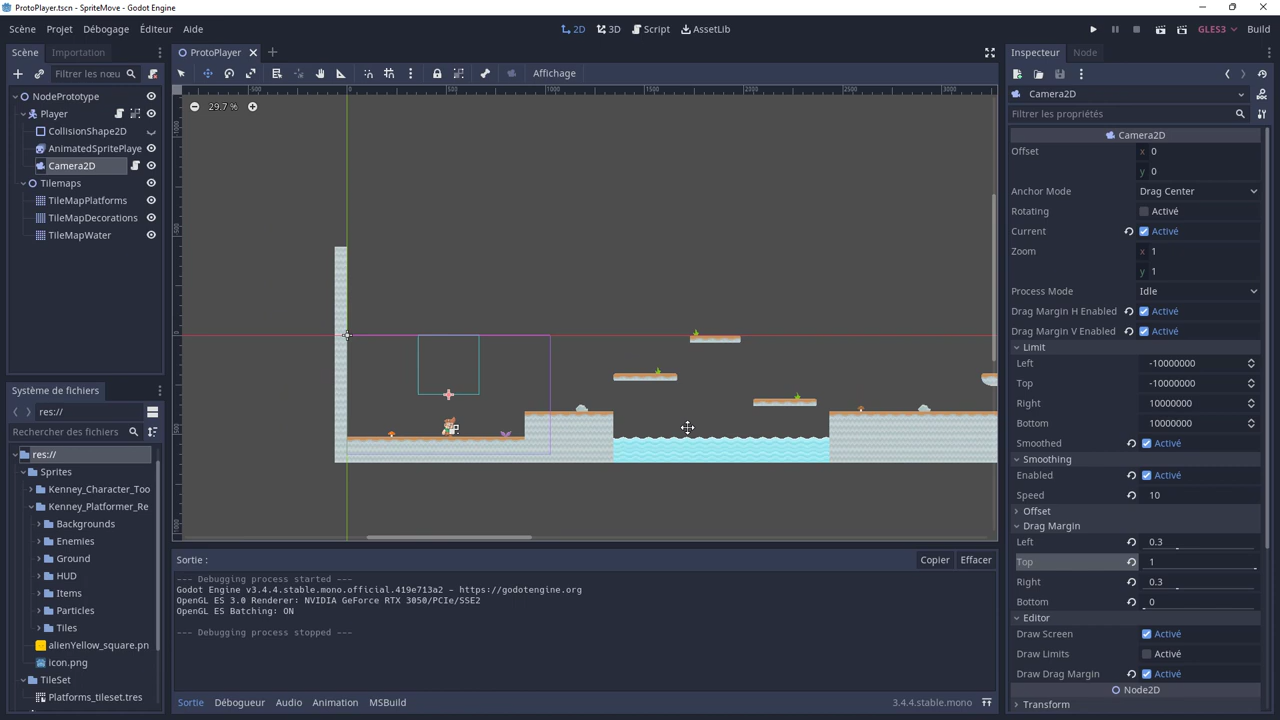 ProtoPlayer.tscn - SpriteMove - Godot Engine
Scène Projet Débogage Éditeur Aide
2D 3D Script AssetLib
GLES3 Build
Scène Importation
Filtrer les nœu
NodePrototype
Player
CollisionShape2D
AnimatedSpritePlaye
Camera2D
Tilemaps
TileMapPlatforms
TileMapDecorations
TileMapWater
Système de fichiers
res://
Rechercher des fichiers
res://
Sprites
Kenney_Character_Too
Kenney_Platformer_Re
Backgrounds
Enemies
Ground
HUD
Items
Particles
Tiles
alienYellow_square.pn
icon.png
TileSet
Platforms_tileset.tres
ProtoPlayer
Affichage
-500 0 500 1000 1500 2000 2500 3000
29.7 %
Sortie :
Copier Effacer
--- Debugging process started ---
Godot Engine v3.4.4.stable.mono.official.419e713a2 - https://godotengine.org
OpenGL ES 3.0 Renderer: NVIDIA GeForce RTX 3050/PCIe/SSE2
OpenGL ES Batching: ON
--- Debugging process stopped ---
Sortie Débogueur Audio Animation MSBuild
3.4.4.stable.mono
Inspecteur Node
Camera2D
Filtrer les propriétés
Camera2D
Offset x 0
y 0
Anchor Mode Drag Center
Rotating Activé
Current Activé
Zoom x 1
y 1
Process Mode Idle
Drag Margin H Enabled Activé
Drag Margin V Enabled Activé
Limit
Left -10000000
Top -10000000
Right 10000000
Bottom 10000000
Smoothed Activé
Smoothing
Enabled Activé
Speed 10
Offset
Drag Margin
Left 0.3
Top 1
Right 0.3
Bottom 0
Editor
Draw Screen Activé
Draw Limits Activé
Draw Drag Margin Activé
Node2D
Transform